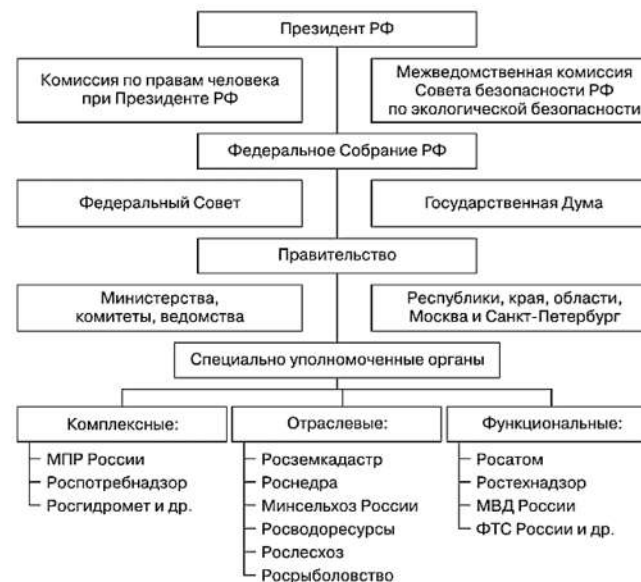 Президент РФ
Комиссия по правам человека
при Президенте РФ
Межведомственная комиссия
Совета безопасности РФ
по экологической безопасности
Федеральное Собрание РФ
Федеральный Совет
Государственная Дума
Правительство
Министерства,
комитеты, ведомства
Республики, края, области,
Москва и Санкт-Петербург
Специально уполномоченные органы
Комплексные:
МПР России
Роспотребнадзор
Росгидромет и др.
Отраслевые:
Росземкадастр
Роснедра
Минсельхоз России
Росводоресурсы
Рослесхоз
Росрыболовство
Функциональные:
Росатом
Ростехнадзор
МВД России
ФТС России и др.